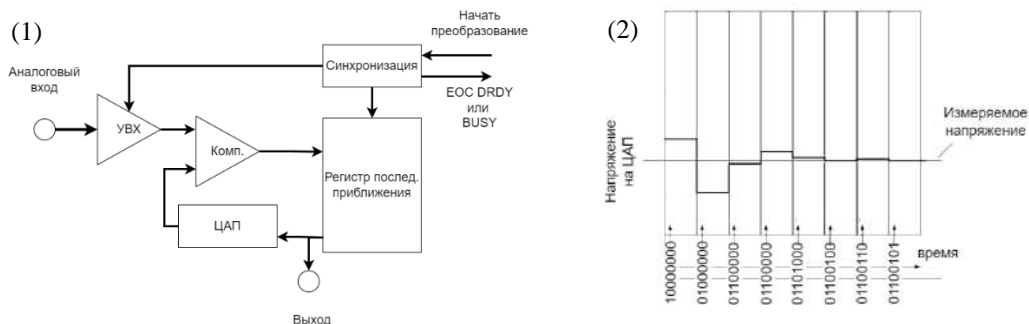 (1)
Аналоговый
вход
УВХ
Комп.
ЦАП
Выход
Синхронизация
Начать
преобразование
EOC DRDY
или
BUSY
Регистр послед.
приближения
(2)
Напряжение
на ЦАП
Измеряемое
напряжение
время
10000000
01000000
01100000
01100000
01101000
01100100
01100110
01100101